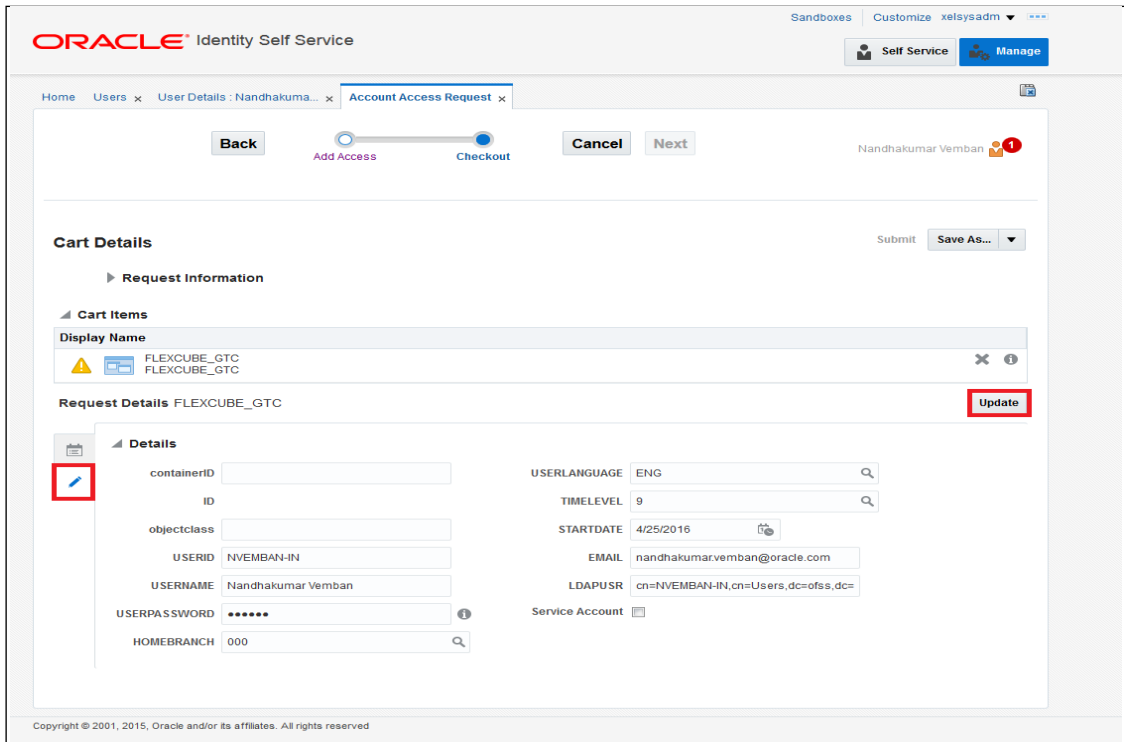 Sandboxes Customize xelsysadm
ORACLE Identity Self Service
Self Service Manage
Home Users x User Details : Nandhakuma... x Account Access Request x
Back Cancel Next
Add Access Checkout
Nandhakumar Vemban 1
Cart Details
Submit Save As...
Request Information
Cart Items
Display Name
FLEXCUBE_GTC
FLEXCUBE_GTC
Request Details FLEXCUBE_GTC
Update
Details
containerID
ID
objectclass
USERID NVEMBAN-IN
USERNAME Nandhakumar Vemban
USERPASSWORD ••••••
HOMEBRANCH 000
USERLANGUAGE ENG
TIMELEVEL 9
STARTDATE 4/25/2016
EMAIL nandhakumar.vemban@oracle.com
LDAPUSR cn=NVEMBAN-IN,cn=Users,dc=ofss,dc=
Service Account
Copyright © 2001, 2015, Oracle and/or its affiliates. All rights reserved